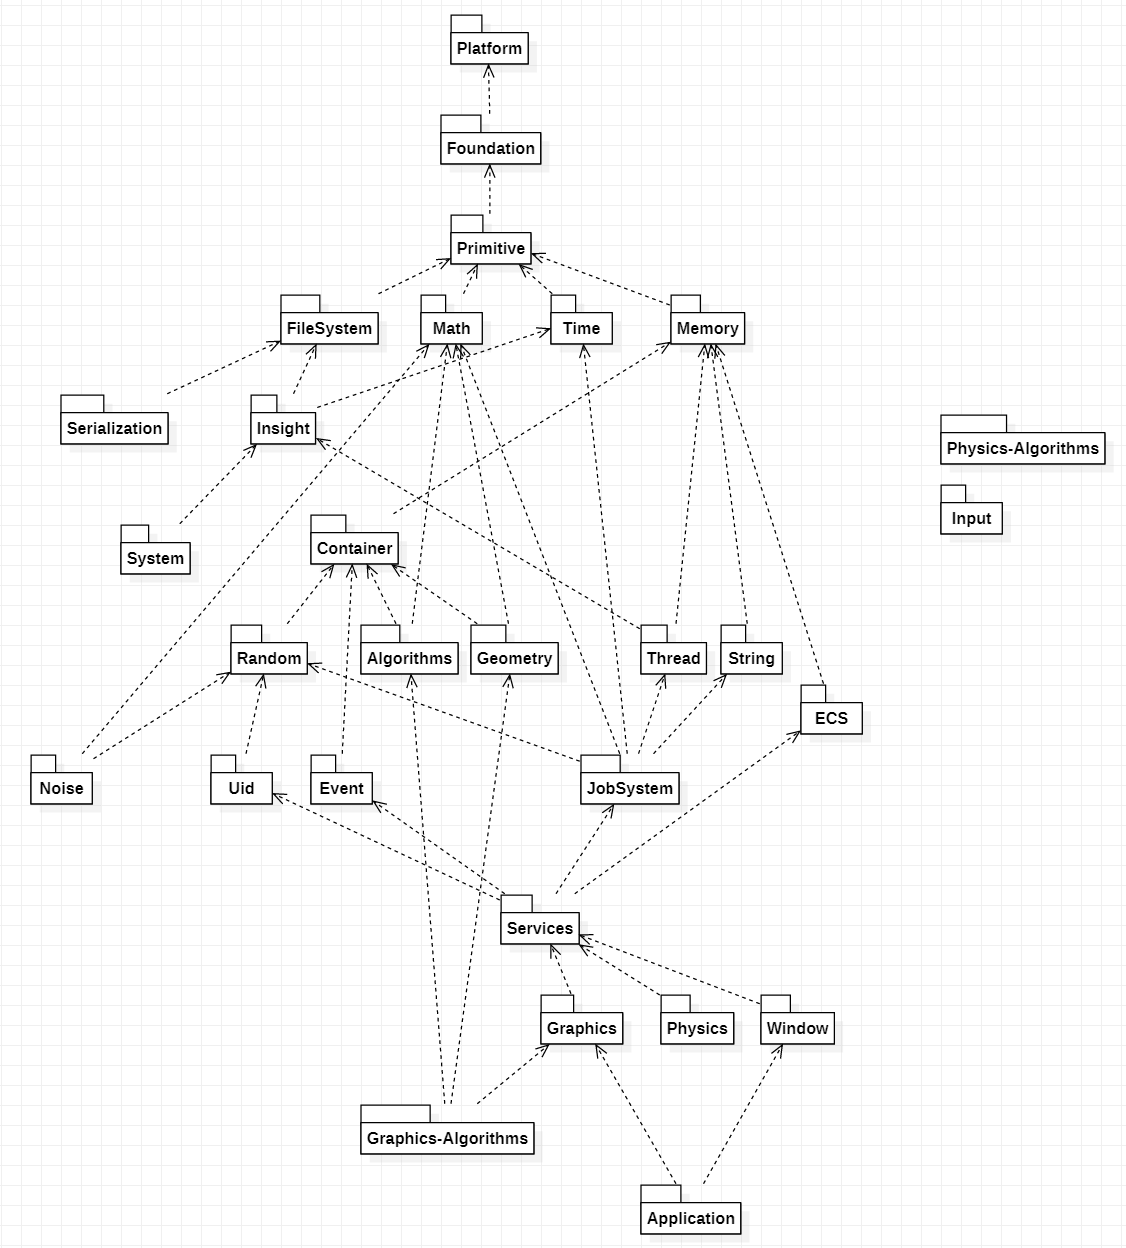 Platform
Foundation
Primitive
FileSystem
Math
Time
Memory
Serialization
Insight
Physics-Algorithms
Input
System
Container
Random
Algorithms
Geometry
Thread
String
ECS
Noise
Uid
Event
JobSystem
Services
Graphics
Physics
Window
Graphics-Algorithms
Application